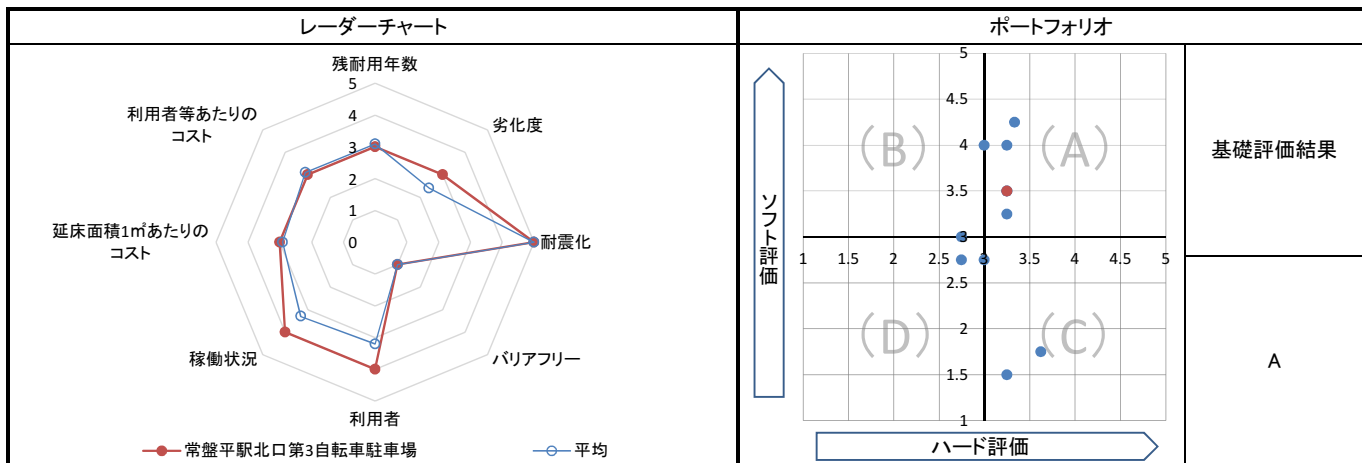 レーダーチャート
残耐用年数
劣化度
耐震化
バリアフリー
利用者
稼働状況
延床面積1㎡あたりの
コスト
利用者等あたりの
コスト
5
4
3
2
1
0
常盤平駅北口第3自転車駐車場
平均
ポートフォリオ
ソフト評価
5
4.5
4
3.5
3
2.5
2
1.5
1
1 1.5 2 2.5 3 3.5 4 4.5 5
(B)
(A)
(D)
(C)
ハード評価
基礎評価結果
A